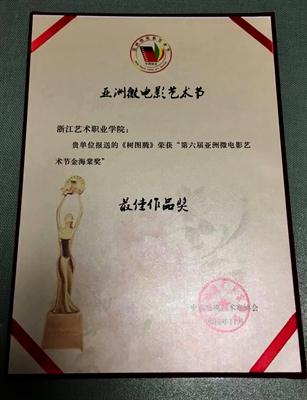 亚洲微电影艺术节
浙江艺术职业学院：
贵单位报送的《树图腾》荣获“第六届亚洲微电影艺
术节金海棠奖”
最佳作品奖